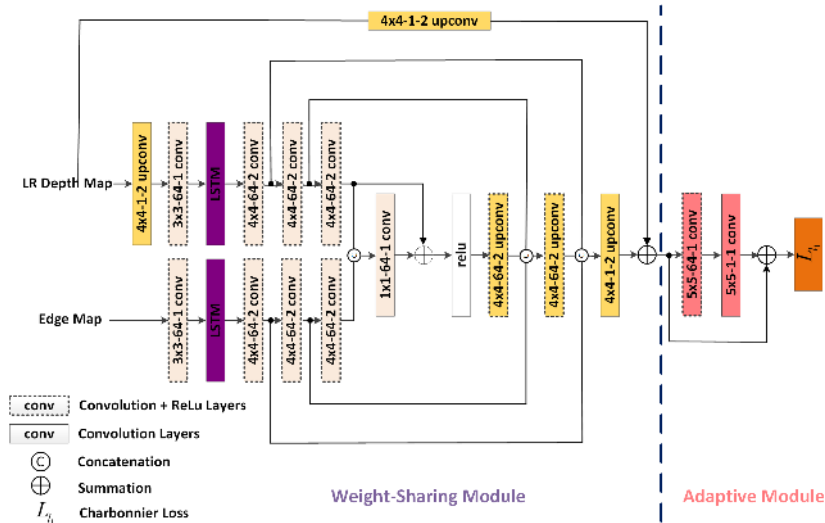 4x4-1-2 upconv
LR Depth Map
4x4-1-2 upconv
3x3-64-1 conv
LSTM
4x4-64-2 conv
4x4-64-2 conv
4x4-64-2 conv
C
1x1-64-1 conv
relu
4x4-64-2 upconv
C
4x4-64-2 upconv
C
4x4-1-2 upconv
5x5-64-1 conv
5x5-1-1 conv
Edge Map
3x3-64-1 conv
LSTM
4x4-64-2 conv
4x4-64-2 conv
4x4-64-2 conv
conv Convolution + ReLu Layers
conv Convolution Layers
C Concatenation
Summation
Charbonnier Loss
Weight-Sharing Module
Adaptive Module